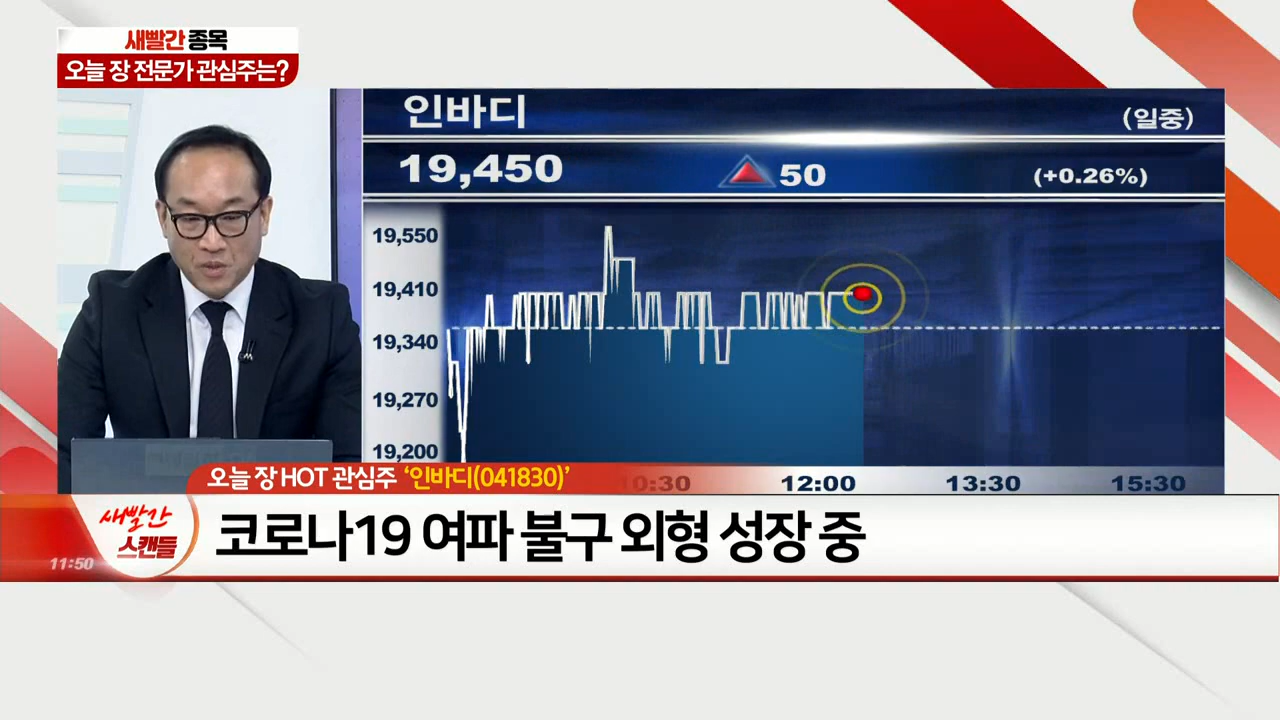 새빨간 종목
오늘 장 전문가 관심주는?
인바디
(일중)
19,450
50
(+0.26%)
19,550
19,410
19,340
19,270
19,200
10:30
12:00
13:30
15:30
오늘 장 HOT 관심주 ‘인바디(041830)’
새빨간
스캔들
코로나19 여파 불구 외형 성장 중
11:50